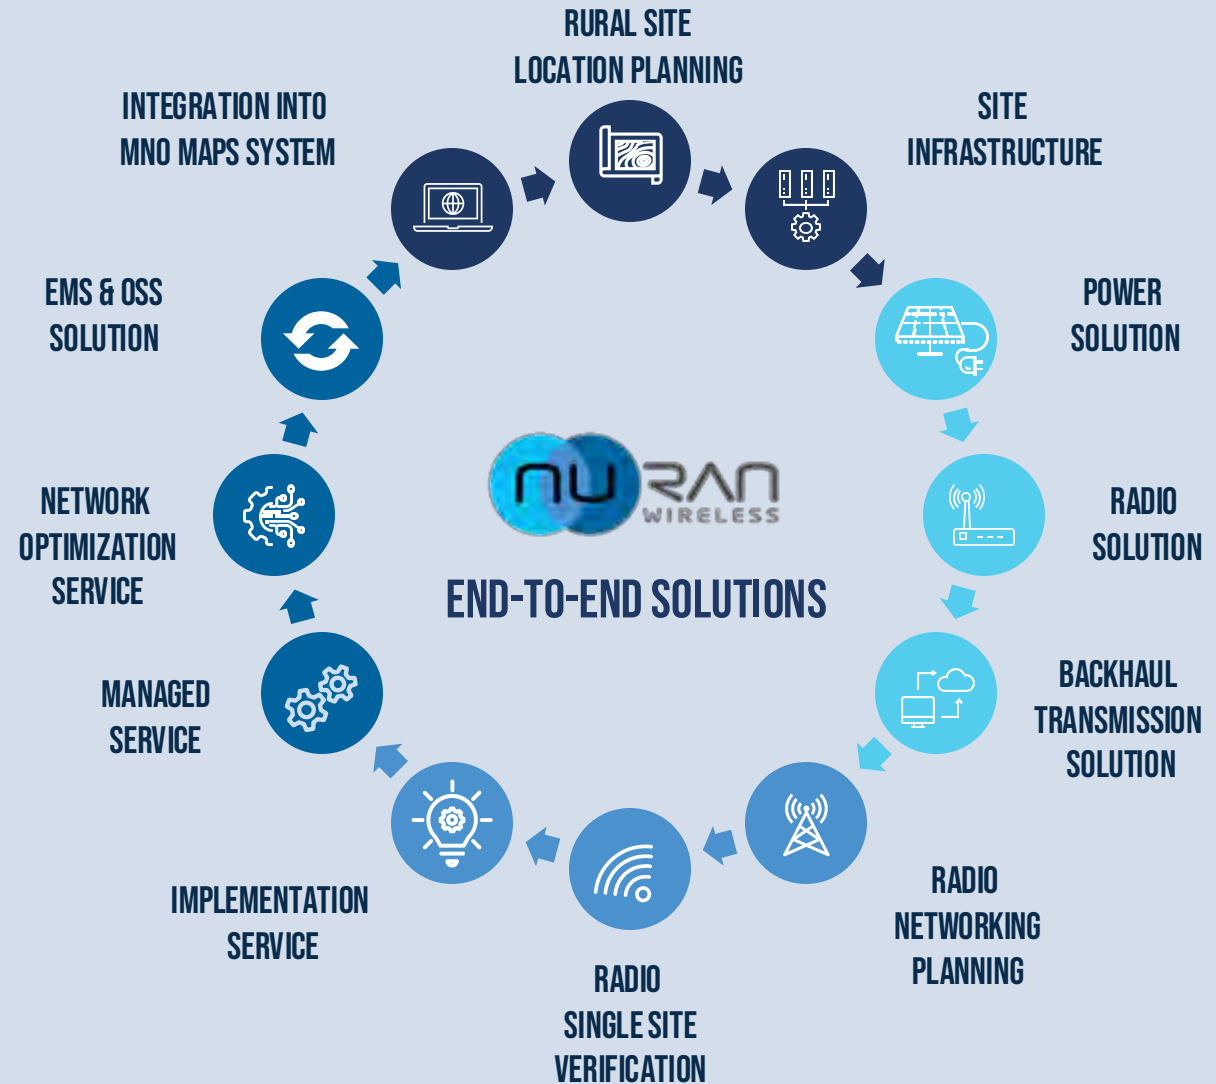 RURAL SITE
LOCATION PLANNING
SITE
INFRASTRUCTURE
POWER
SOLUTION
RADIO
SOLUTION
BACKHAUL
TRANSMISSION
SOLUTION
RADIO
NETWORKING
PLANNING
RADIO
SINGLE SITE
VERIFICATION
IMPLEMENTATION
SERVICE
MANAGED
SERVICE
NETWORK
OPTIMIZATION
SERVICE
EMS & OSS
SOLUTION
INTEGRATION INTO
MNO MAPS SYSTEM
nuran
WIRELESS
END-TO-END SOLUTIONS